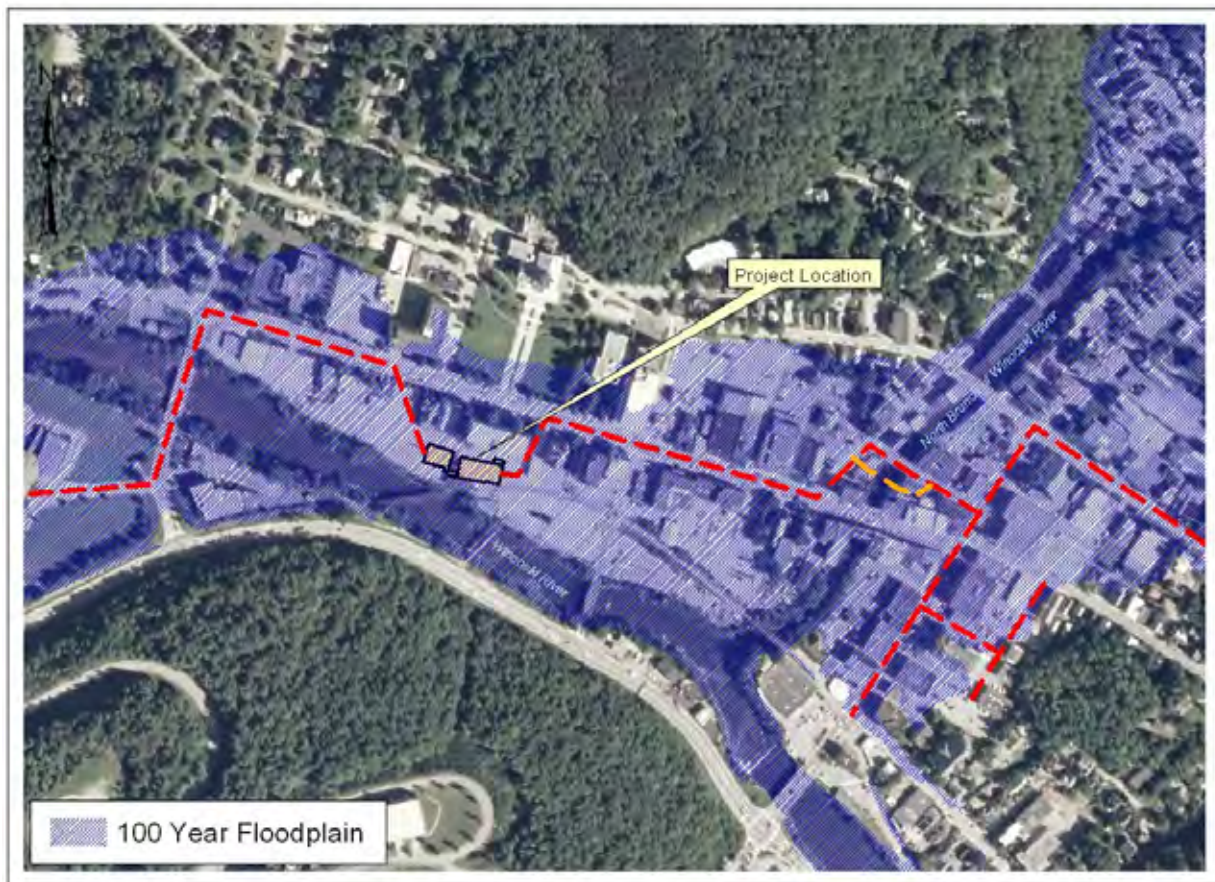 N
Project Location
North Branch Winooski River
Winooski River
100 Year Floodplain